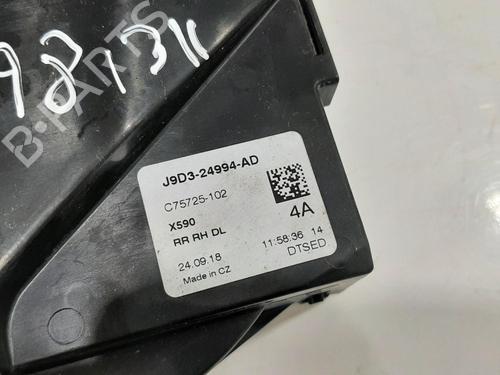 J9D3-24994-AD
C75725-102
X590
4A
RR RH DL
24.09.18
11:58:36 14
Made in CZ
DTSED
B-PARTS